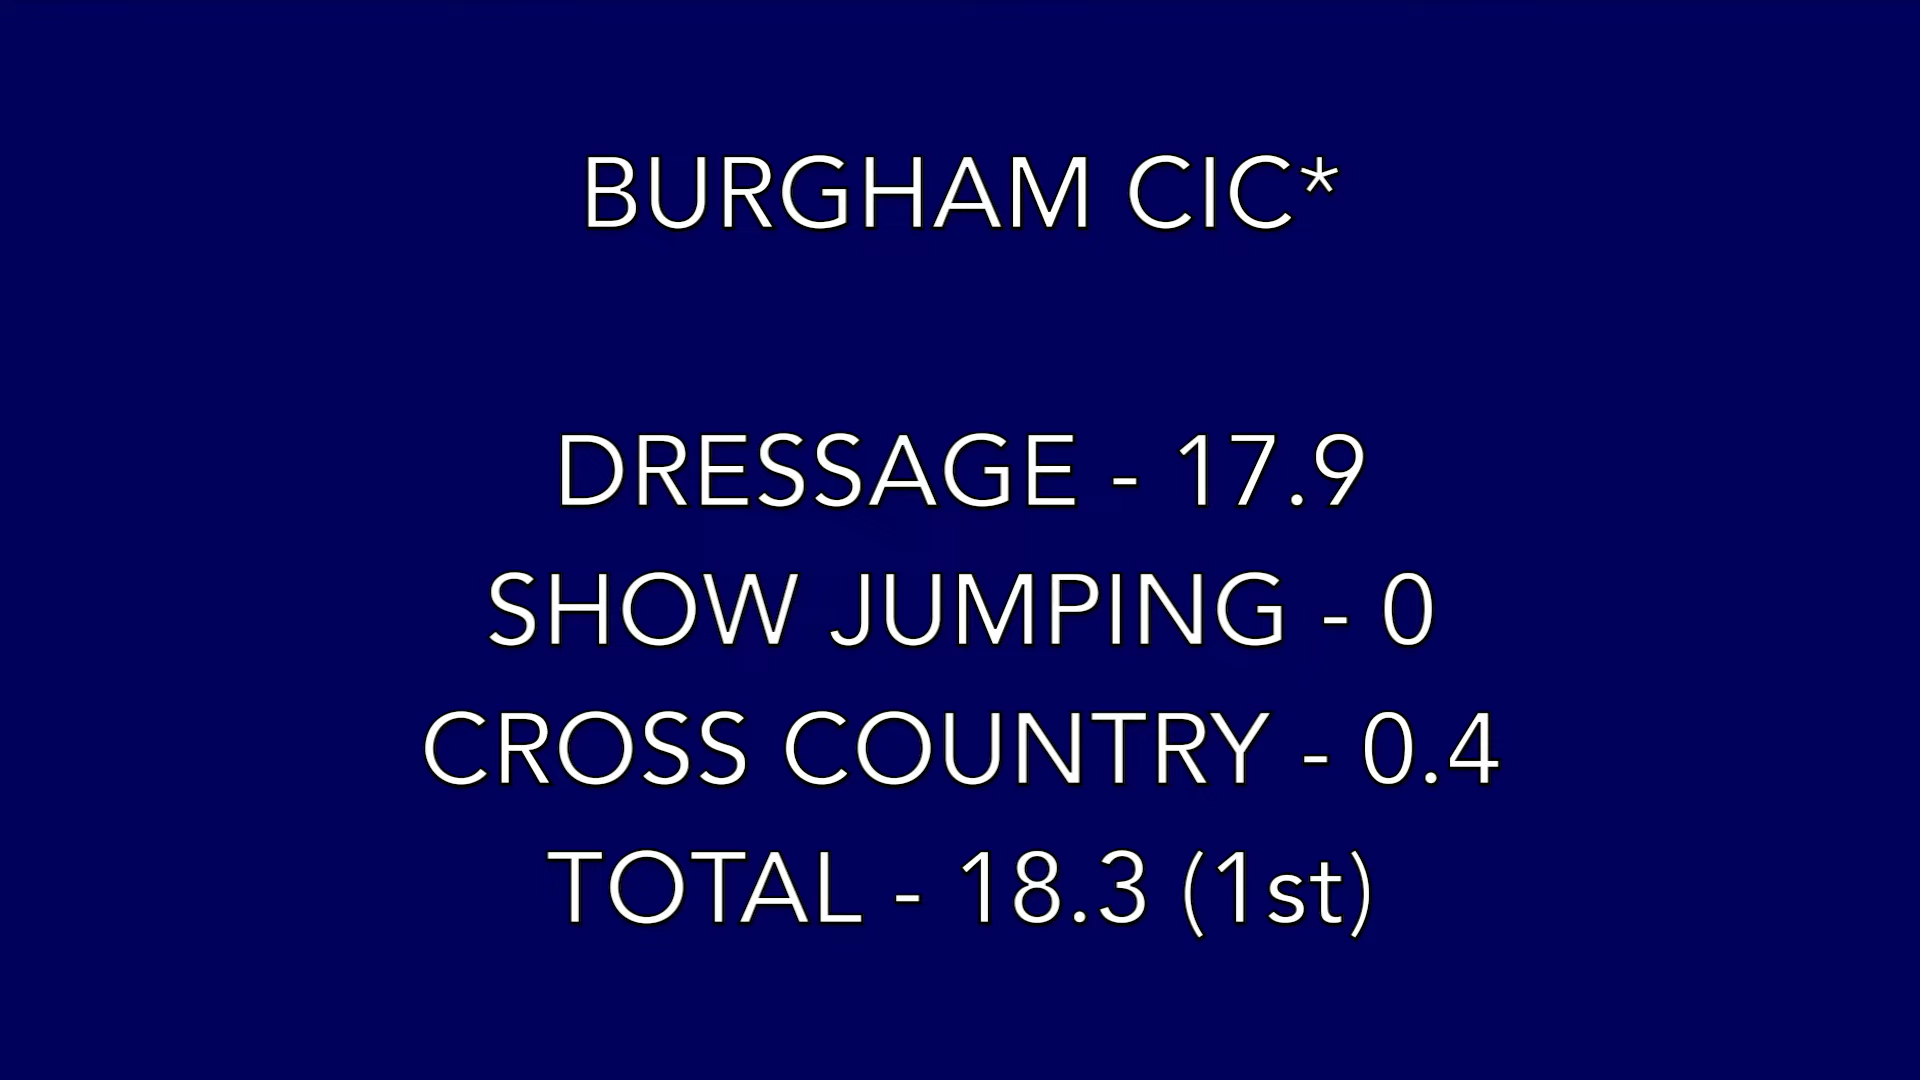 BURGHAM CIC*
DRESSAGE - 17.9
SHOW JUMPING - 0
CROSS COUNTRY - 0.4
TOTAL - 18.3 (1st)